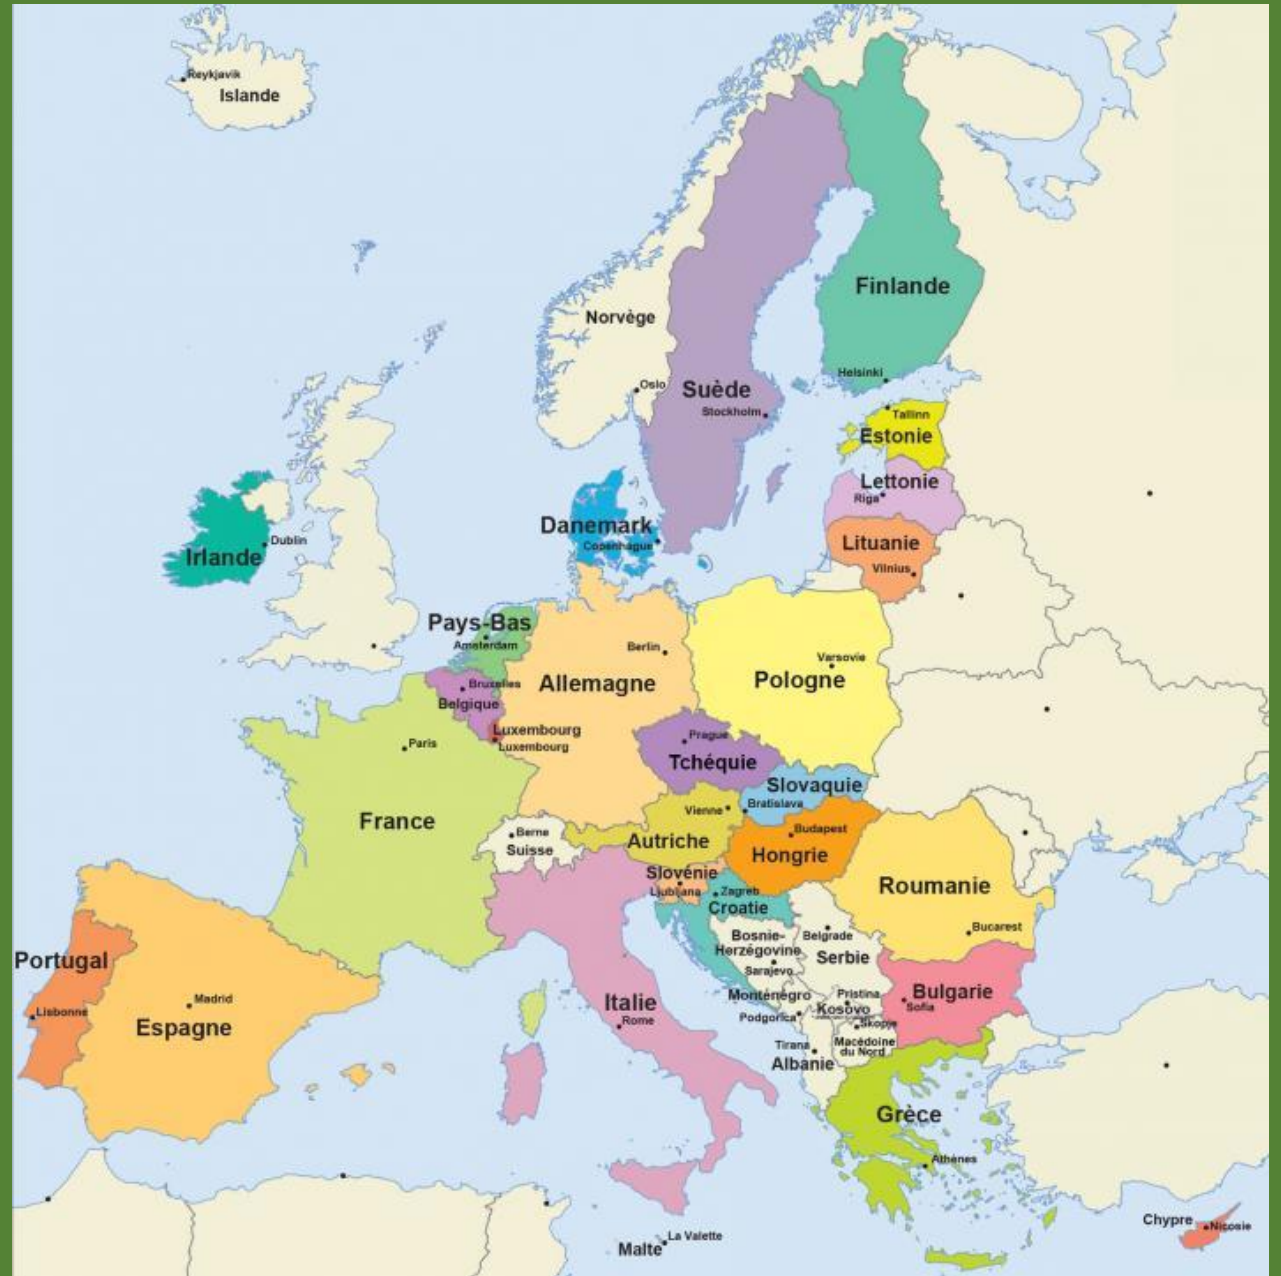 Reykjavik
Islande
Finlande
Norvège
Helsinki
Oslo
Suède
Stockholm
Tallinn
Estonie
Lettonie
Riga
Danemark
Copenhague
Lituanie
Vilnius
Dublin
Irlande
Pays-Bas
Amsterdam
Berlin
Varsovie
Pologne
Allemagne
Bruxelles
Belgique
Luxembourg
Luxembourg
Paris
Prague
Tchéquie
Slovaquie
Bratislava
Vienne
Autriche
France
Berne
Suisse
Budapest
Hongrie
Slovénie
Ljubljana
Zagreb
Croatie
Roumanie
Bucarest
Bosnie-
Herzégovine
Sarajevo
Belgrade
Serbie
Portugal
Lisbonne
Madrid
Espagne
Italie
Rome
Monténégro
Podgorica
Pristina
Kosovo
Bulgarie
Sofia
Skopje
Macédoine
du Nord
Tirana
Albanie
Grèce
Athènes
Chypre
Nicosie
La Valette
Malte